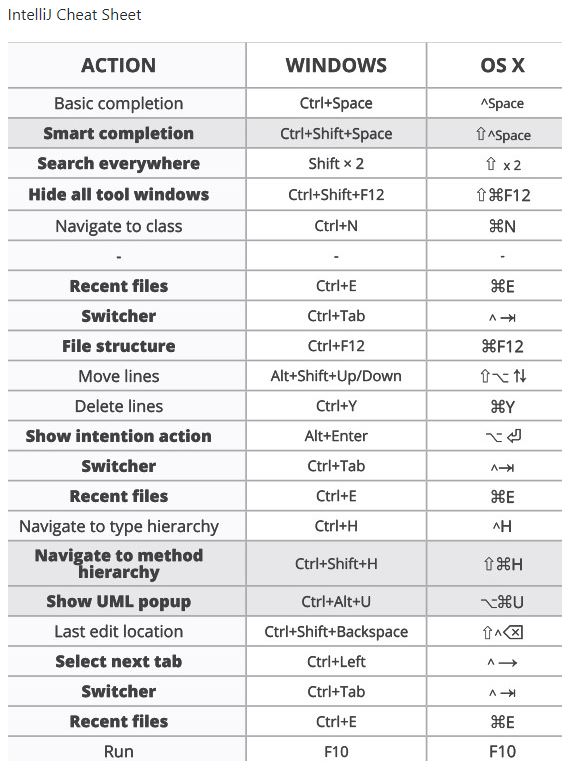 IntelliJ Cheat Sheet
ACTION WINDOWS OS X
Basic completion Ctrl+Space ^Space
Smart completion Ctrl+Shift+Space ⇧^Space
Search everywhere Shift × 2 ⇧ x 2
Hide all tool windows Ctrl+Shift+F12 ⇧⌘F12
Navigate to class Ctrl+N ⌘N
- - -
Recent files Ctrl+E ⌘E
Switcher Ctrl+Tab ^⇥
File structure Ctrl+F12 ⌘F12
Move lines Alt+Shift+Up/Down ⇧⌥⇅
Delete lines Ctrl+Y ⌘Y
Show intention action Alt+Enter ⌥⏎
Switcher Ctrl+Tab ^⇥
Recent files Ctrl+E ⌘E
Navigate to type hierarchy Ctrl+H ^H
Navigate to method
hierarchy Ctrl+Shift+H ⇧⌘H
Show UML popup Ctrl+Alt+U ⌥⌘U
Last edit location Ctrl+Shift+Backspace ⇧^⌫
Select next tab Ctrl+Left ^→
Switcher Ctrl+Tab ^⇥
Recent files Ctrl+E ⌘E
Run F10 F10